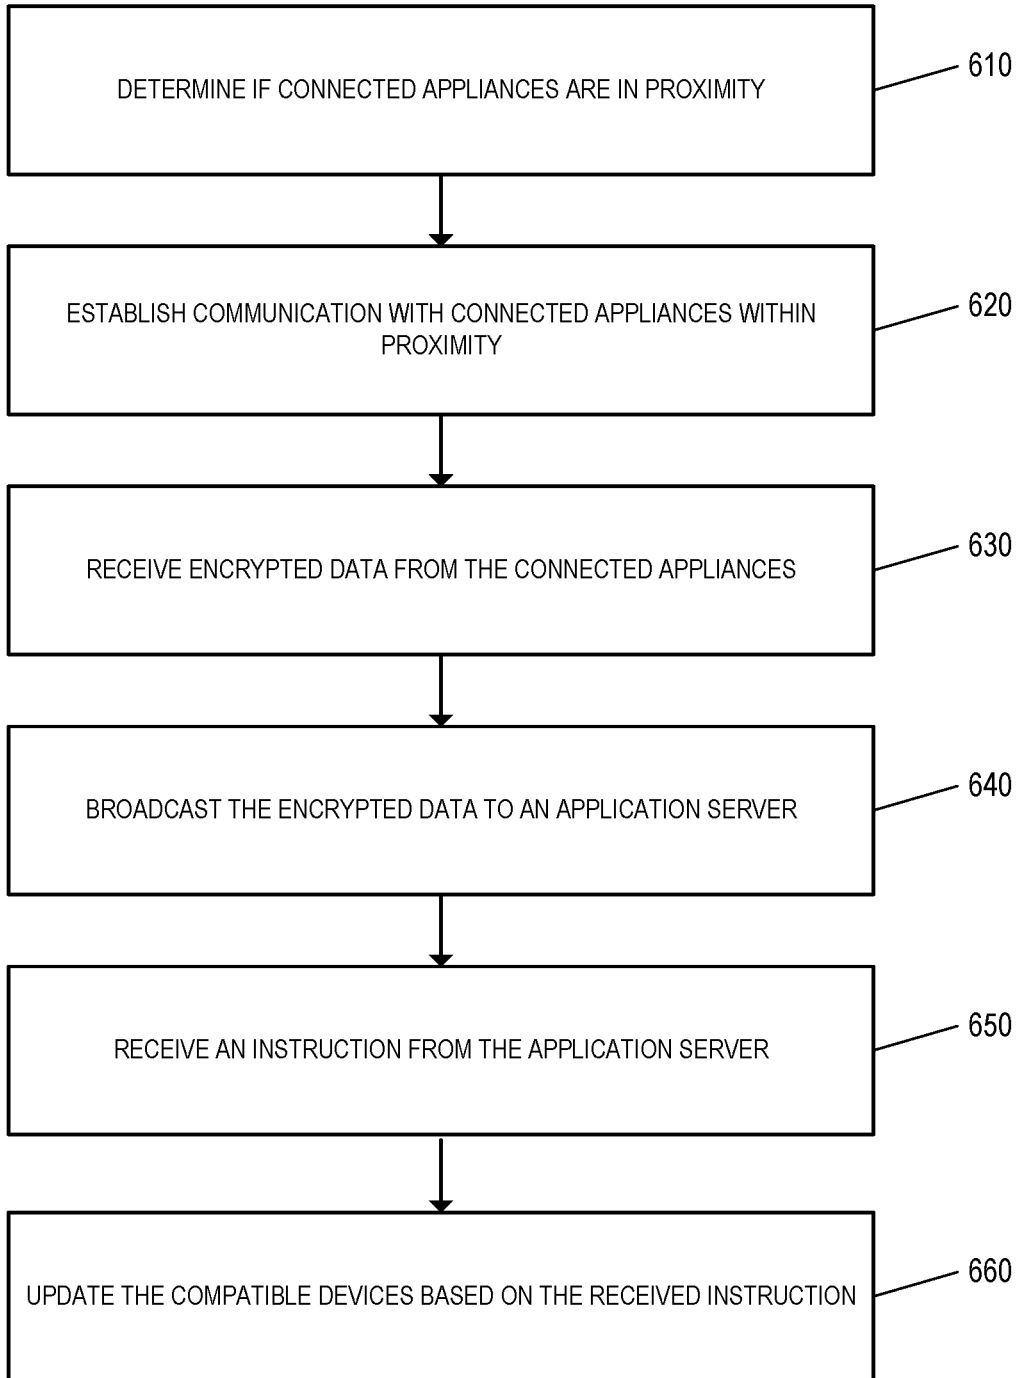 DETERMINE IF CONNECTED APPLIANCES ARE IN PROXIMITY
610
ESTABLISH COMMUNICATION WITH CONNECTED APPLIANCES WITHIN
PROXIMITY
620
RECEIVE ENCRYPTED DATA FROM THE CONNECTED APPLIANCES
630
BROADCAST THE ENCRYPTED DATA TO AN APPLICATION SERVER
640
RECEIVE AN INSTRUCTION FROM THE APPLICATION SERVER
650
UPDATE THE COMPATIBLE DEVICES BASED ON THE RECEIVED INSTRUCTION
660